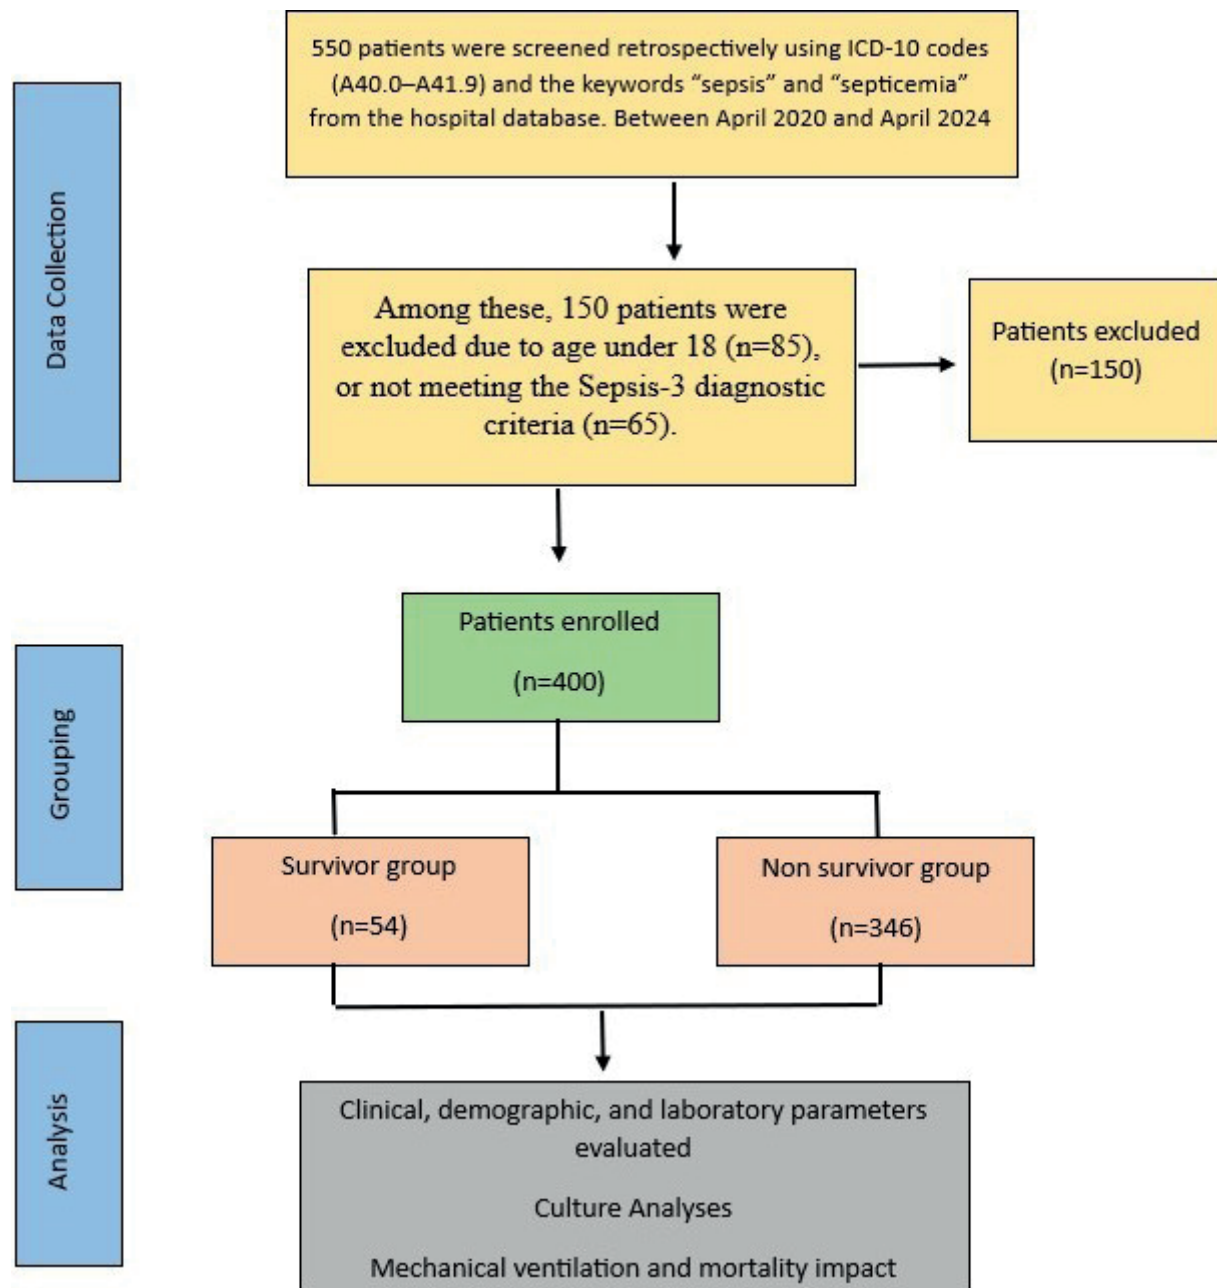 550 patients were screened retrospectively using ICD-10 codes
(A40.0–A41.9) and the keywords “sepsis” and “septicemia”
from the hospital database. Between April 2020 and April 2024
Data Collection
Among these, 150 patients were
excluded due to age under 18 (n=85),
or not meeting the Sepsis-3 diagnostic
criteria (n=65).
Patients excluded
(n=150)
Grouping
Patients enrolled
(n=400)
Survivor group
(n=54)
Non survivor group
(n=346)
Analysis
Clinical, demographic, and laboratory parameters
evaluated
Culture Analyses
Mechanical ventilation and mortality impact